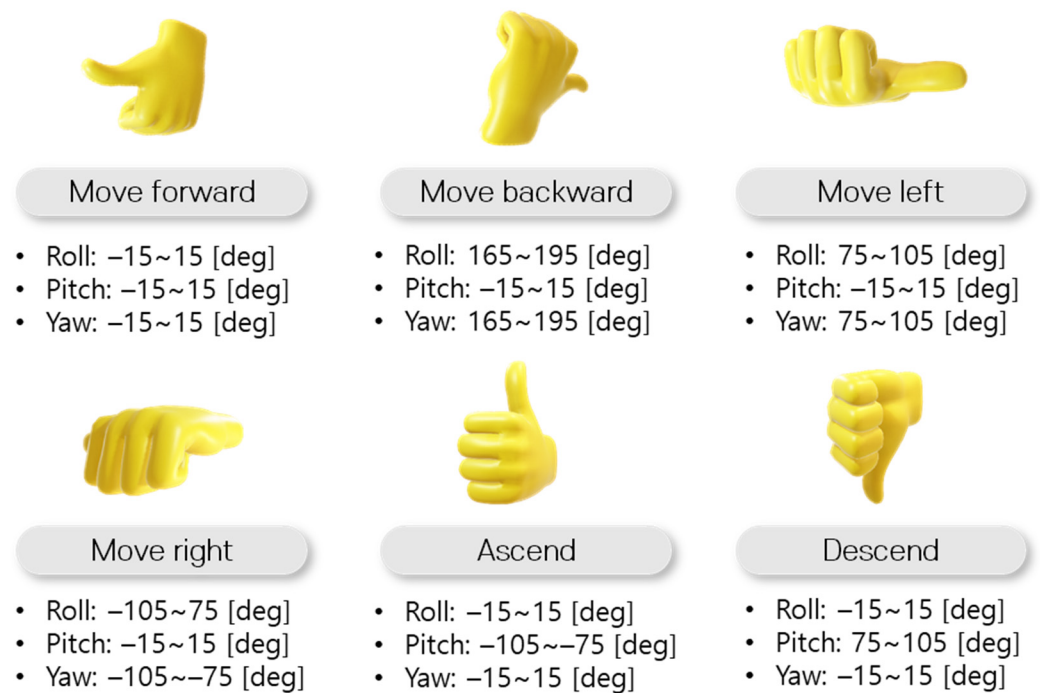 Move forward
• Roll: –15~15 [deg]
• Pitch: –15~15 [deg]
• Yaw: –15~15 [deg]
Move backward
• Roll: 165~195 [deg]
• Pitch: –15~15 [deg]
• Yaw: 165~195 [deg]
Move left
• Roll: 75~105 [deg]
• Pitch: –15~15 [deg]
• Yaw: 75~105 [deg]
Move right
• Roll: –105~75 [deg]
• Pitch: –15~15 [deg]
• Yaw: –105~–75 [deg]
Ascend
• Roll: –15~15 [deg]
• Pitch: –105~–75 [deg]
• Yaw: –15~15 [deg]
Descend
• Roll: –15~15 [deg]
• Pitch: 75~105 [deg]
• Yaw: –15~15 [deg]